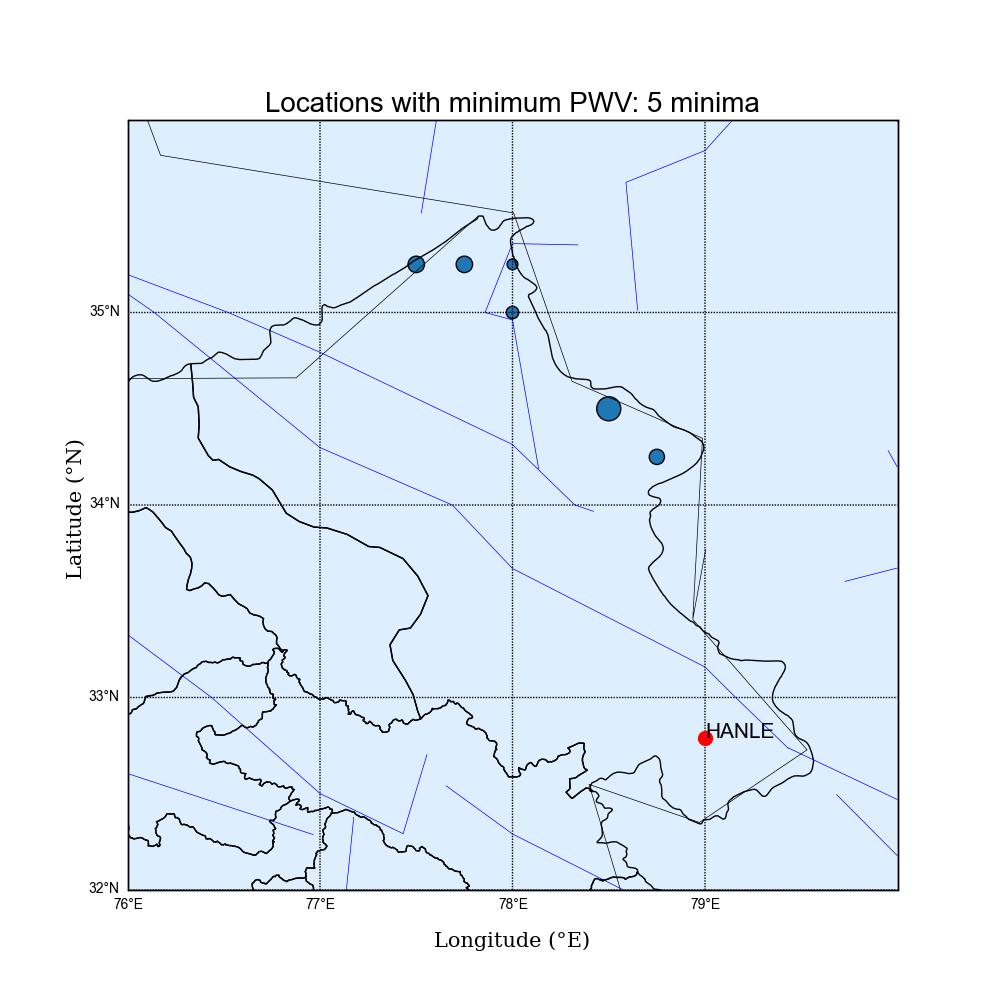 Locations with minimum PWV: 5 minima
35°N
34°N
33°N
32°N
Latitude (°N)
HANLE
76°E 77°E 78°E 79°E
Longitude (°E)